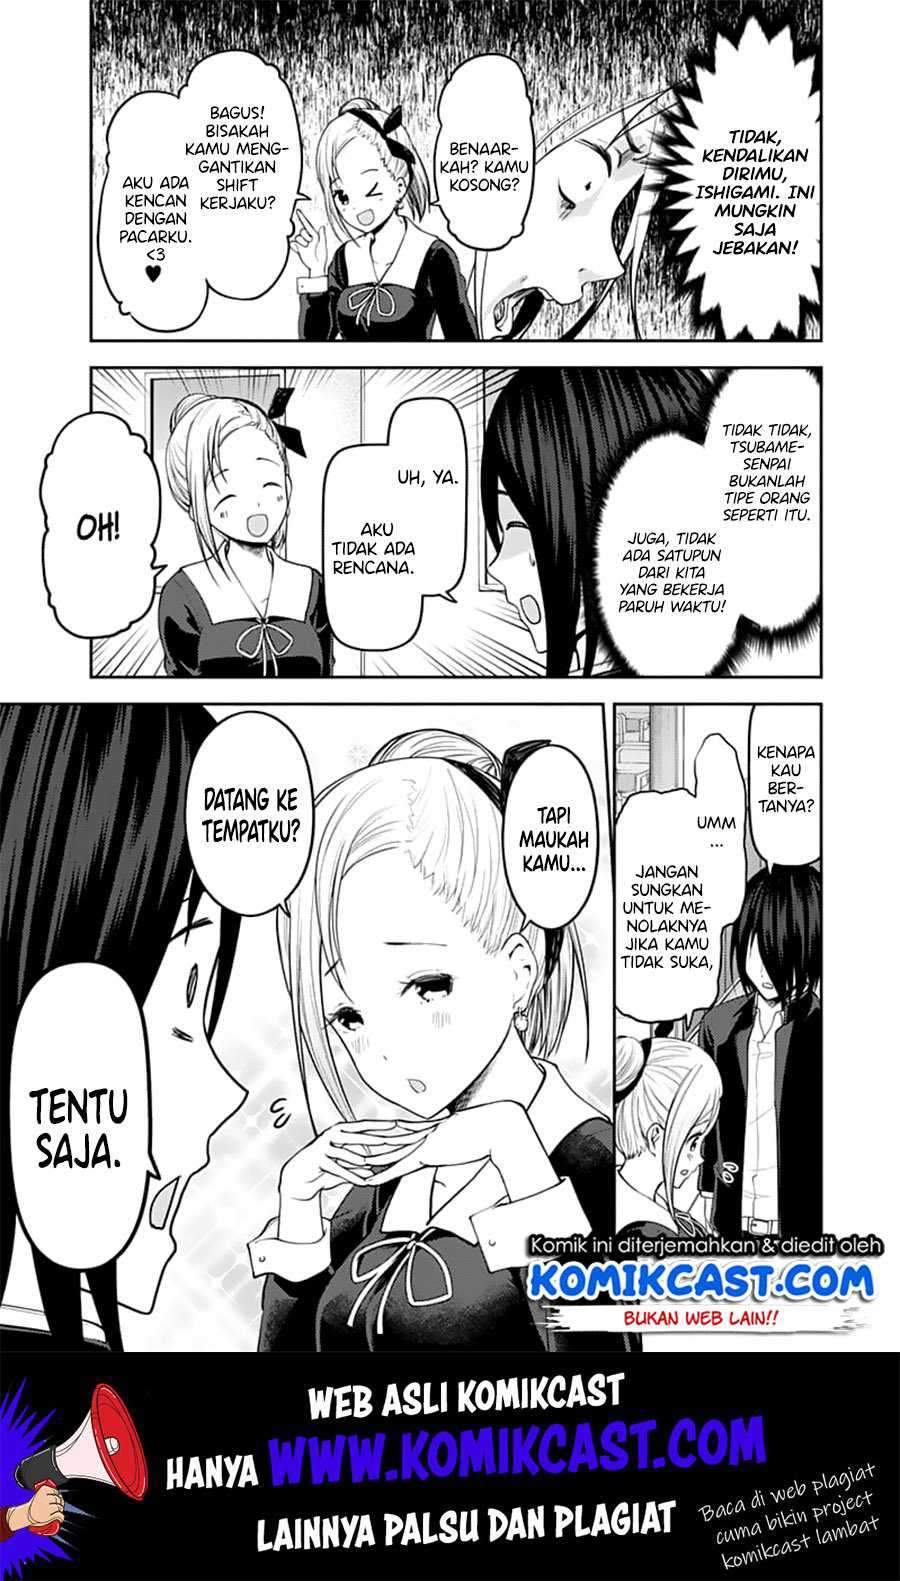 TIDAK,
KENDALIKAN
DIRIMU,
ISHIGAMI. INI
MUNGKIN
SAJA
JEBAKAN!
BENAAR-
KAH? KAMU
KOSONG?
BAGUS!
BISAKAH
KAMU MENG-
GANTIKAN
SHIFT
KERJAKU?
AKU ADA
KENCAN
DENGAN
PACARKU.
<3
♥
TIDAK TIDAK,
TSUBAME-
SENPAI
BUKANLAH
TIPE ORANG
SEPERTI ITU.
JUGA, TIDAK
ADA SATUPUN
DARI KITA
YANG BEKERJA
PARUH WAKTU!
UH, YA.
AKU
TIDAK ADA
RENCANA.
OH!
KENAPA
KAU
BER-
TANYA?
UMM
...
JANGAN
SUNGKAN
UNTUK ME-
NOLAKNYA
JIKA KAMU
TIDAK SUKA,
TAPI
MAUKAH
KAMU...
DATANG KE
TEMPATKU?
TENTU
SAJA.
Komik ini diterjemahkan & diedit oleh
KOMIKCAST.COM
BUKAN WEB LAIN!!
WEB ASLI KOMIKCAST
HANYA WWW.KOMIKCAST.COM
LAINNYA PALSU DAN PLAGIAT
Baca di web plagiat
cuma bikin project
komikcast lambat